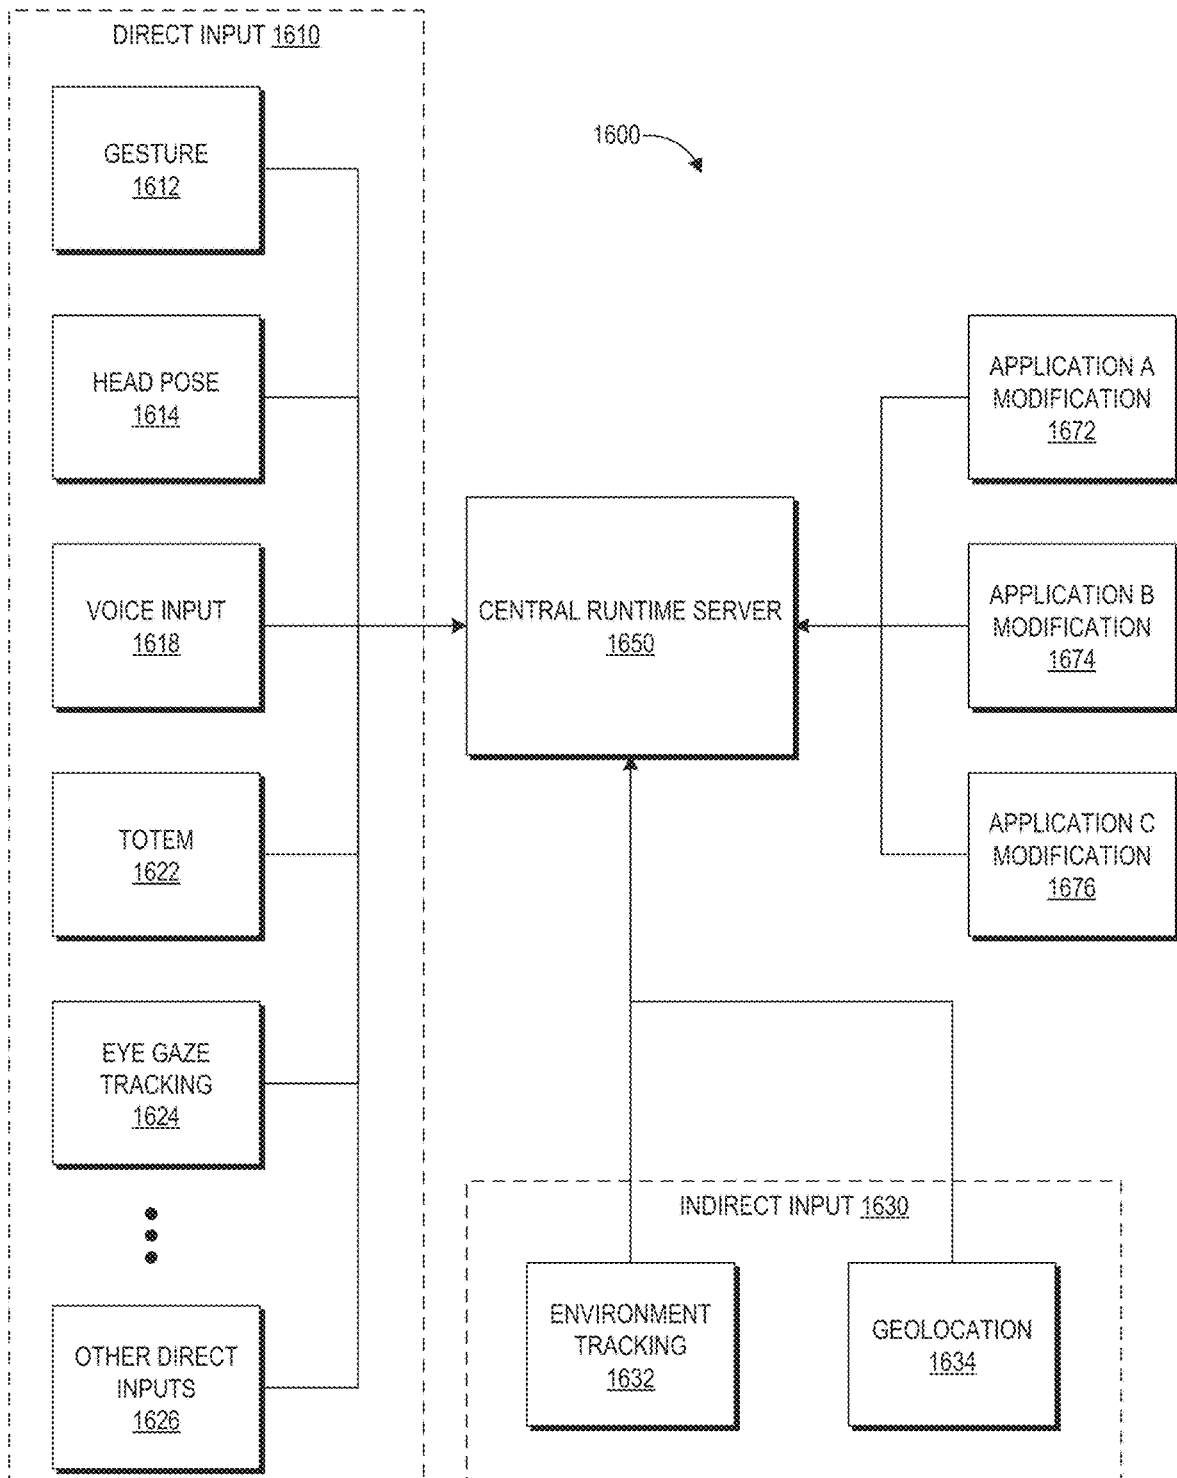 DIRECT INPUT 1610
GESTURE
1612
HEAD POSE
1614
VOICE INPUT
1618
TOTEM
1622
EYE GAZE
TRACKING
1624
OTHER DIRECT
INPUTS
1626
1600
CENTRAL RUNTIME SERVER
1650
APPLICATION A
MODIFICATION
1672
APPLICATION B
MODIFICATION
1674
APPLICATION C
MODIFICATION
1676
INDIRECT INPUT 1630
ENVIRONMENT
TRACKING
1632
GEOLOCATION
1634